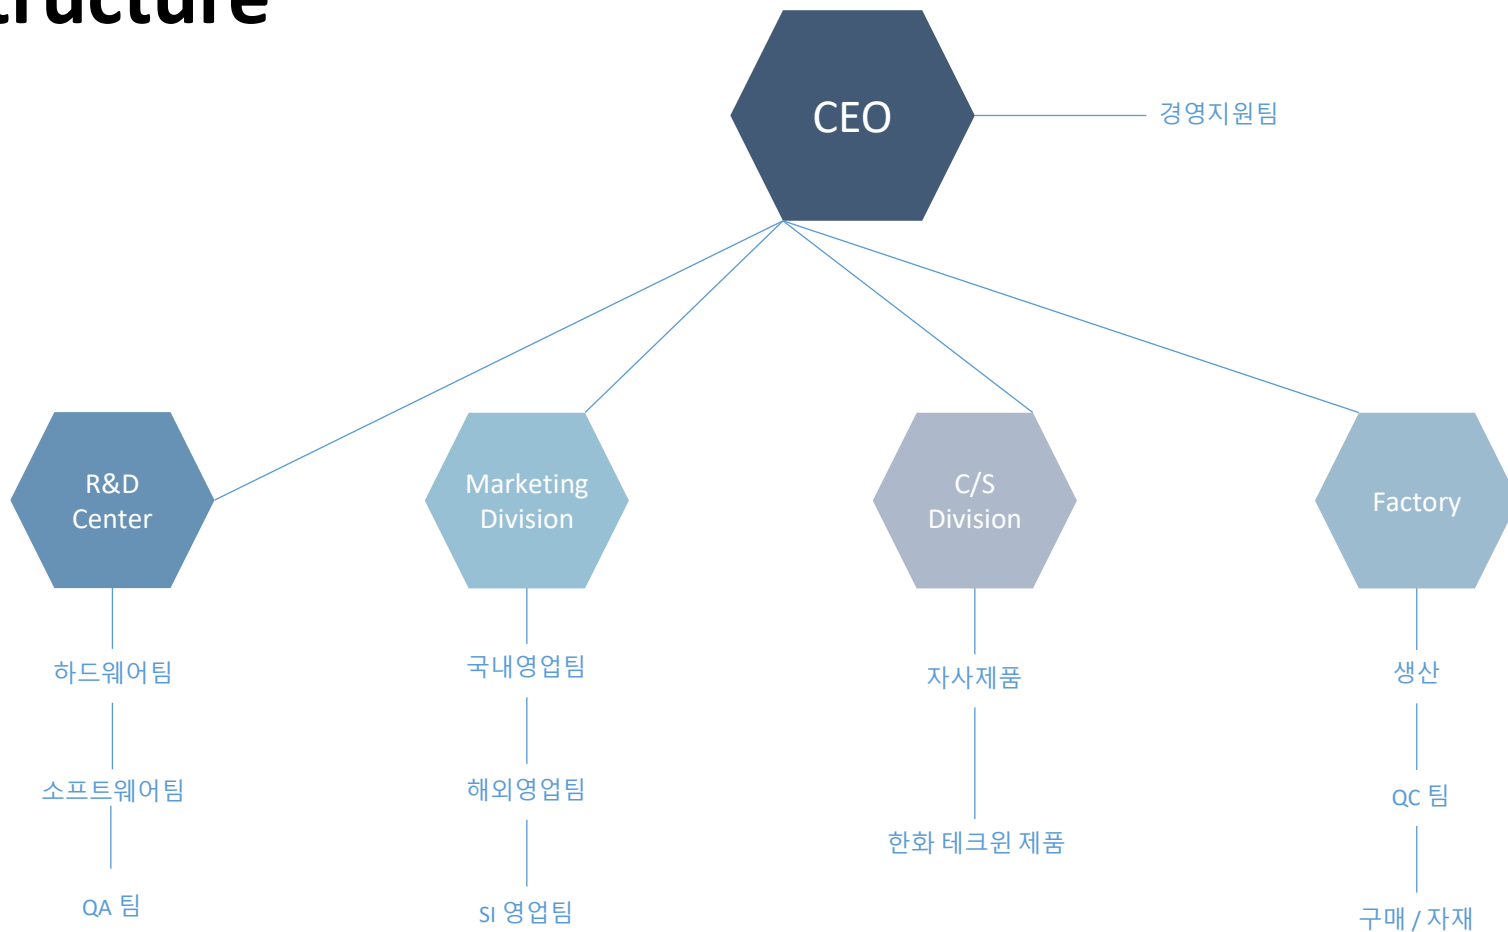 tructure
CEO
경영지원팀
R&D
Center
Marketing
Division
C/S
Division
Factory
하드웨어팀
소프트웨어팀
QA 팀
국내영업팀
해외영업팀
SI 영업팀
자사제품
한화 테크윈 제품
생산
QC 팀
구매 / 자재